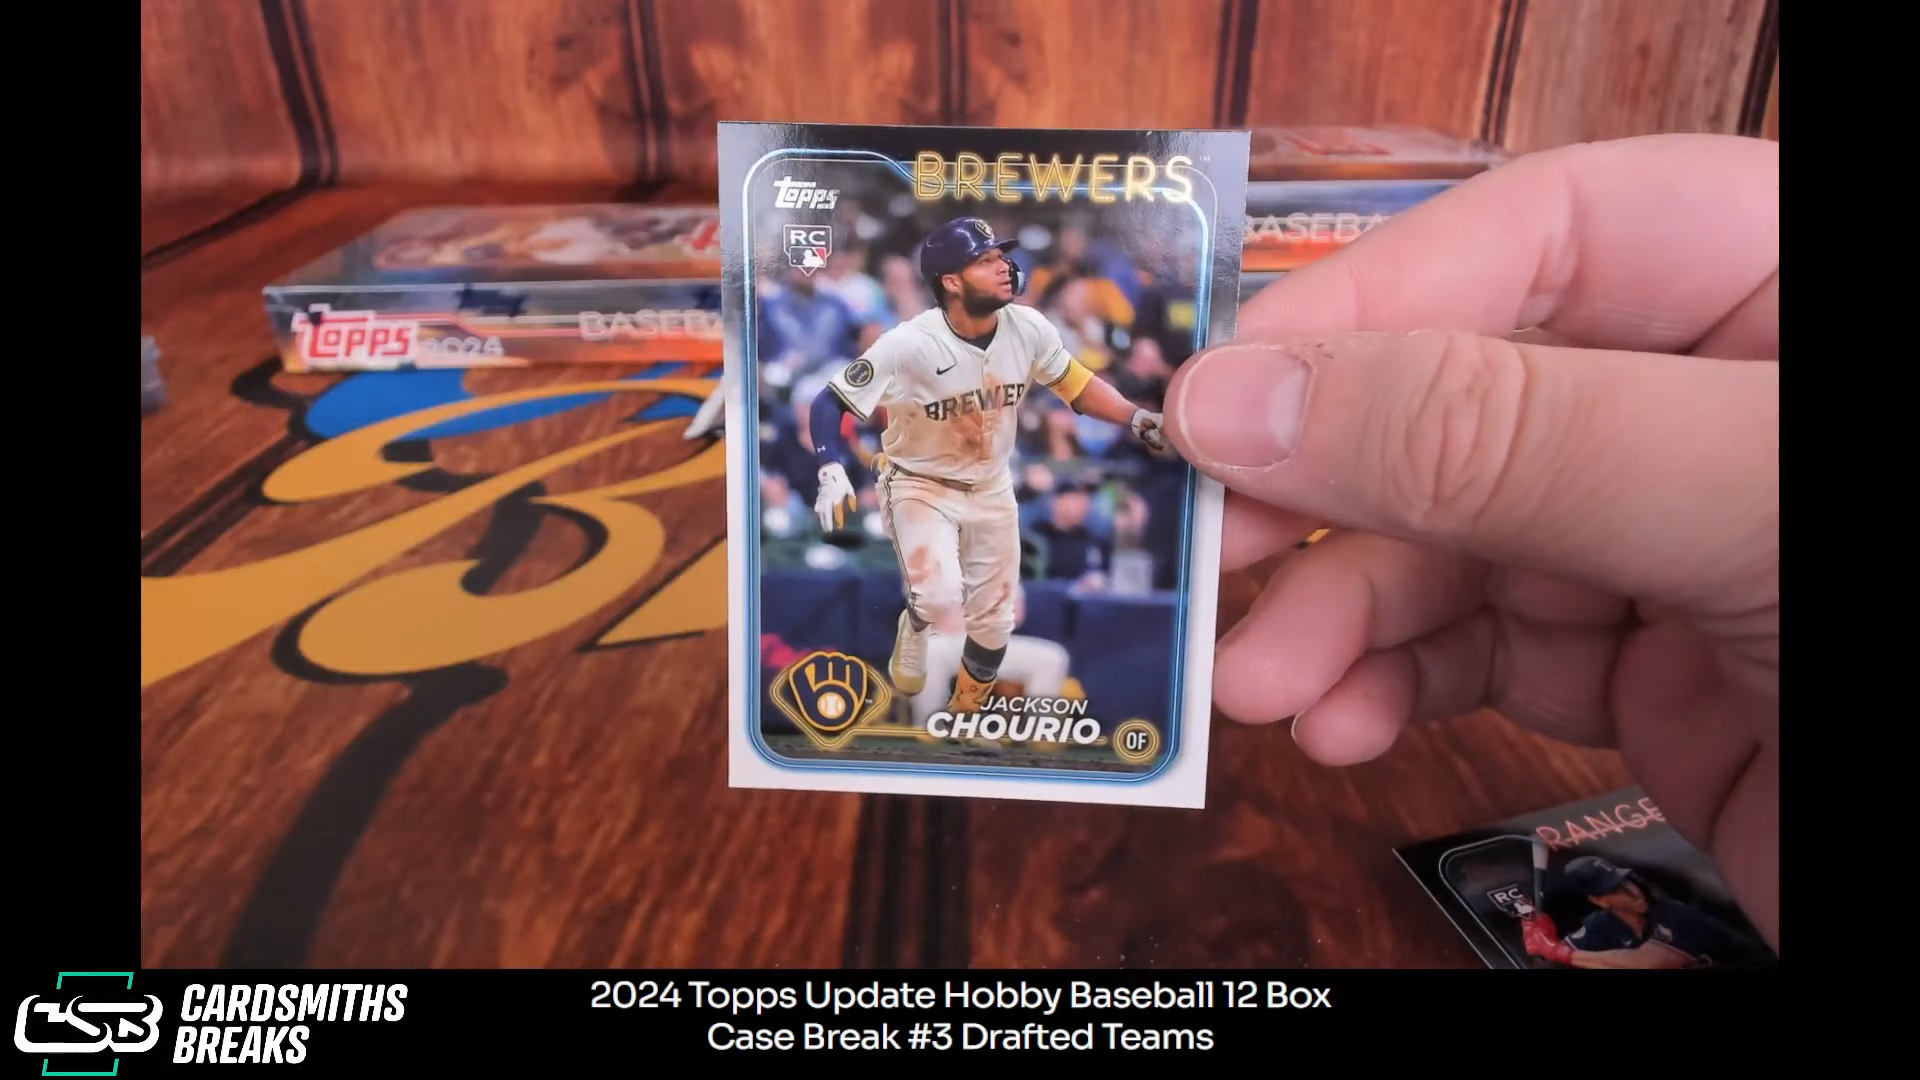 BREWERS
Topps
RC
BREWER
JACKSON
CHOURIO
OF
Topps
2024
BASEBA
BASEBA
RANGE
RC
CSB
CARDSMITHS
BREAKS
2024 Topps Update Hobby Baseball 12 Box
Case Break #3 Drafted Teams